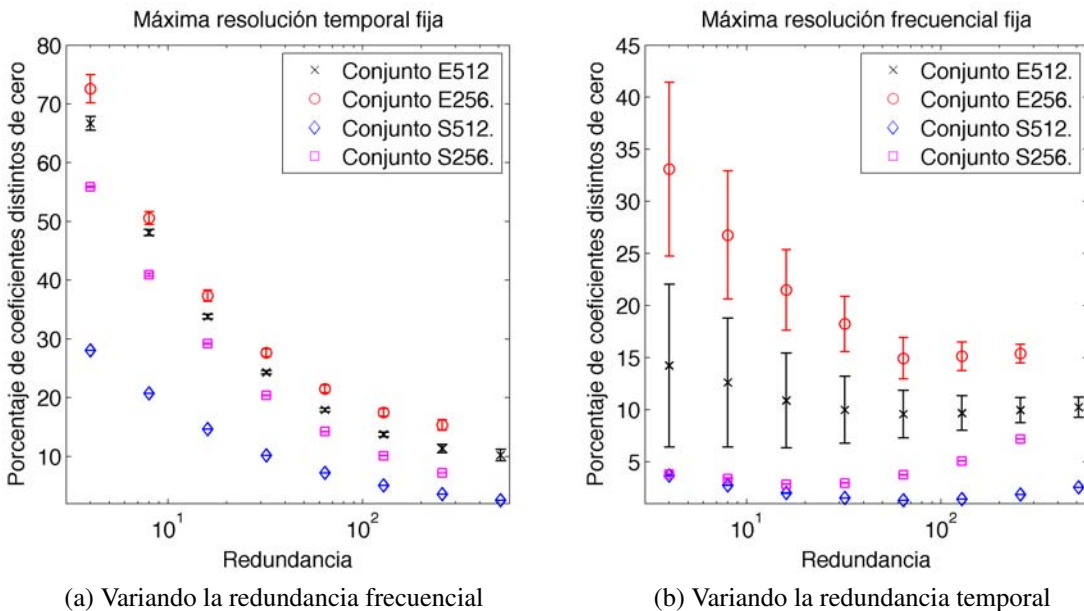 Máxima resolución temporal fija
80
70
60
50
40
30
20
10
Porcentaje de coeficientes distintos de cero
Conjunto E512
Conjunto E256.
Conjunto S512.
Conjunto S256.
10¹
10²
Redundancia
(a) Variando la redundancia frecuencial
Máxima resolución frecuencial fija
45
40
35
30
25
20
15
10
5
Porcentaje de coeficientes distintos de cero
Conjunto E512.
Conjunto E256.
Conjunto S512.
Conjunto S256.
10¹
10²
Redundancia
(b) Variando la redundancia temporal